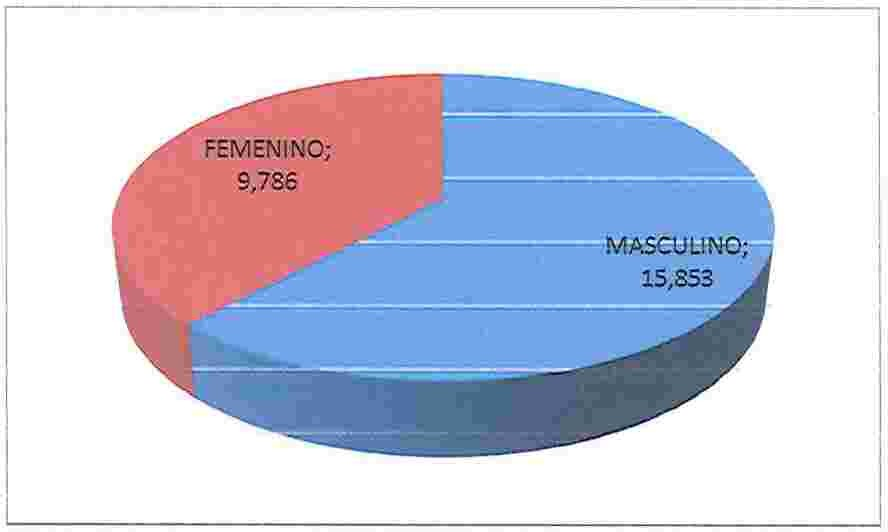 FEMENINO;
9,786
MASCULINO;
15,853